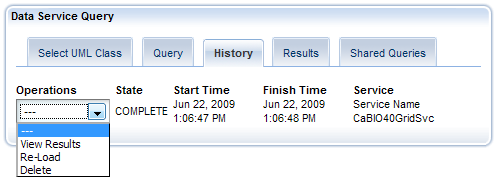 Data Service Query
Select UML Class Query History Results Shared Queries
Operations State Start Time Finish Time Service
--- COMPLETE Jun 22, 2009 Jun 22, 2009 Service Name
1:06:47 PM 1:06:48 PM CaBIO40GridSvc
---
View Results
Re-Load
Delete